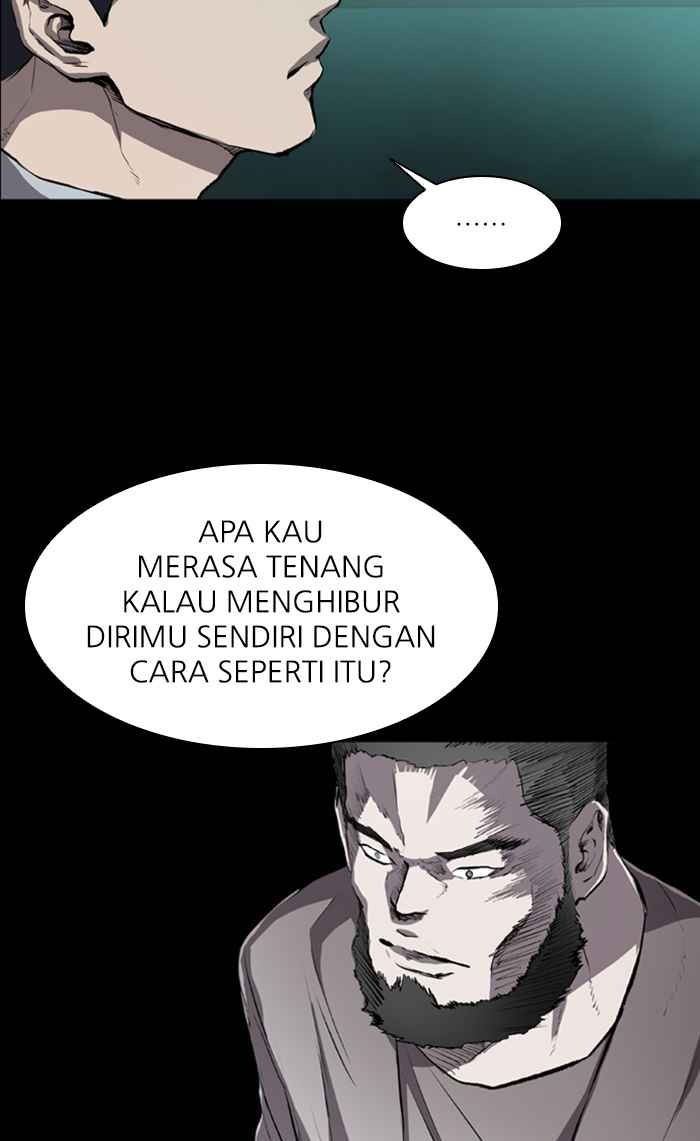 ......
APA KAU
MERASA TENANG
KALAU MENGHIBUR
DIRIMU SENDIRI DENGAN
CARA SEPERTI ITU?